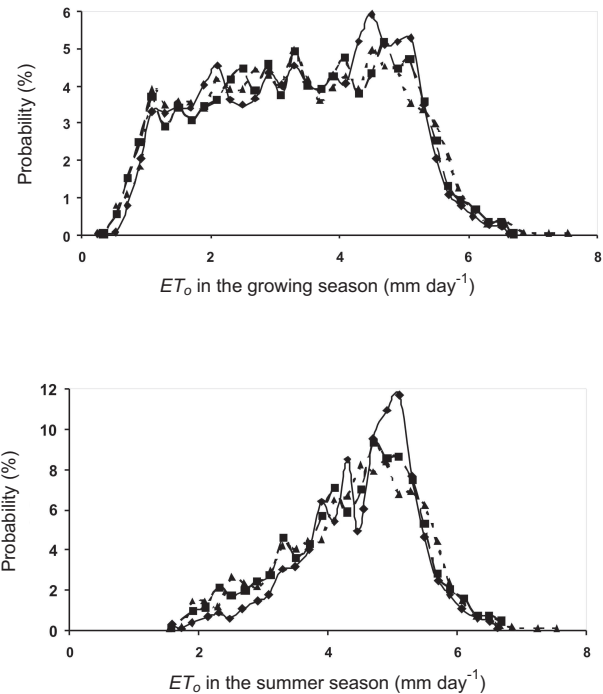 6
5
4
3
2
1
0
Probability (%)
0 2 4 6 8
ETo in the growing season (mm day-1)
12
10
8
6
4
2
0
Probability (%)
0 2 4 6 8
ETo in the summer season (mm day-1)